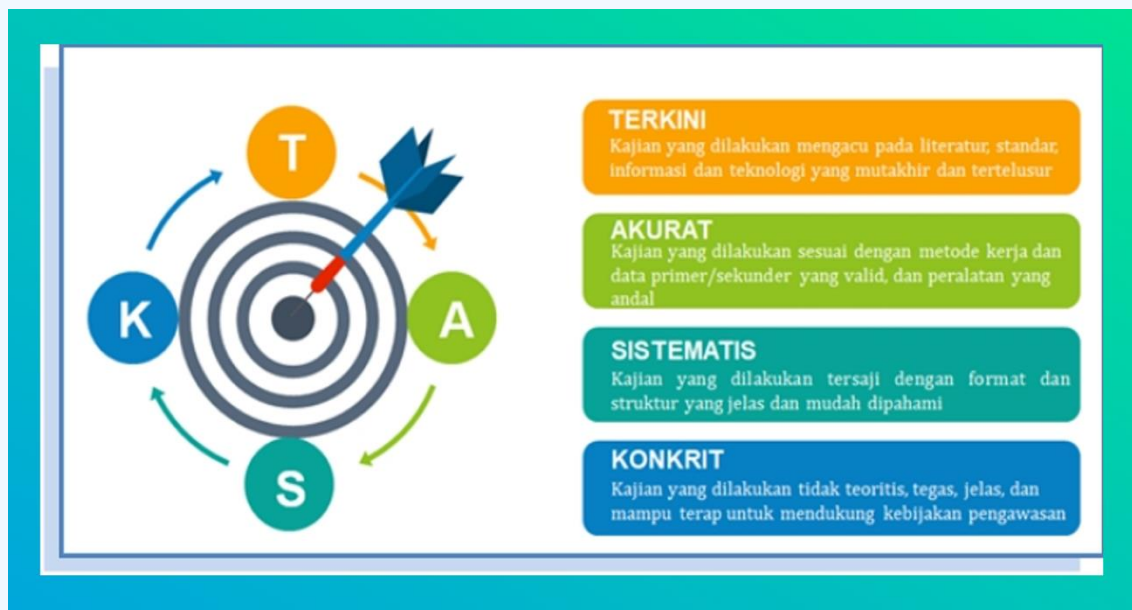 T
K
A
S
TERKINI
Kajian yang dilakukan mengacu pada literatur, standar,
informasi dan teknologi yang mutakhir dan tertelusur
AKURAT
Kajian yang dilakukan sesuai dengan metode kerja dan
data primer/sekunder yang valid, dan peralatan yang
andal
SISTEMATIS
Kajian yang dilakukan tersaji dengan format dan
struktur yang jelas dan mudah dipahami
KONKRIT
Kajian yang dilakukan tidak teoritis, tegas, jelas, dan
mampu terap untuk mendukung kebijakan pengawasan